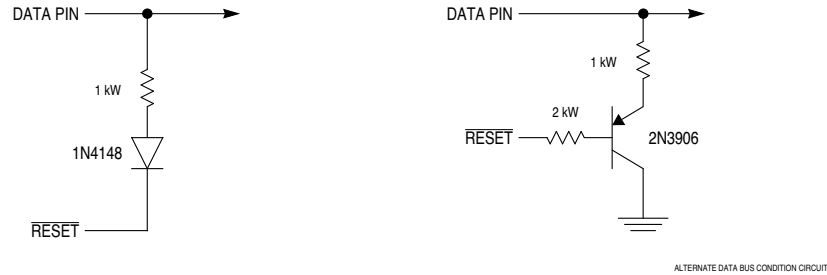 DATA PIN
1 kW
1N4148
RESET
DATA PIN
1 kW
2 kW
RESET
2N3906
ALTERNATE DATA BUS CONDITION CIRCUIT